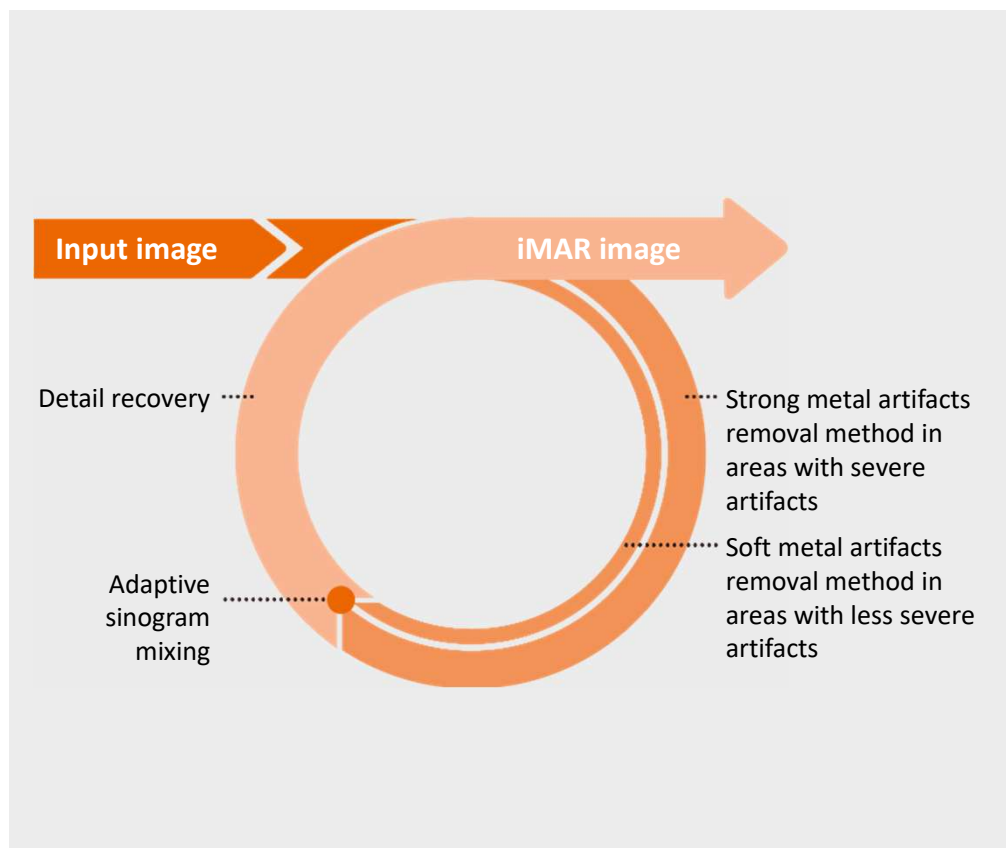 Input image
iMAR image
Detail recovery
Strong metal artifacts
removal method in
areas with severe
artifacts
Soft metal artifacts
removal method in
areas with less severe
artifacts
Adaptive
sinogram
mixing